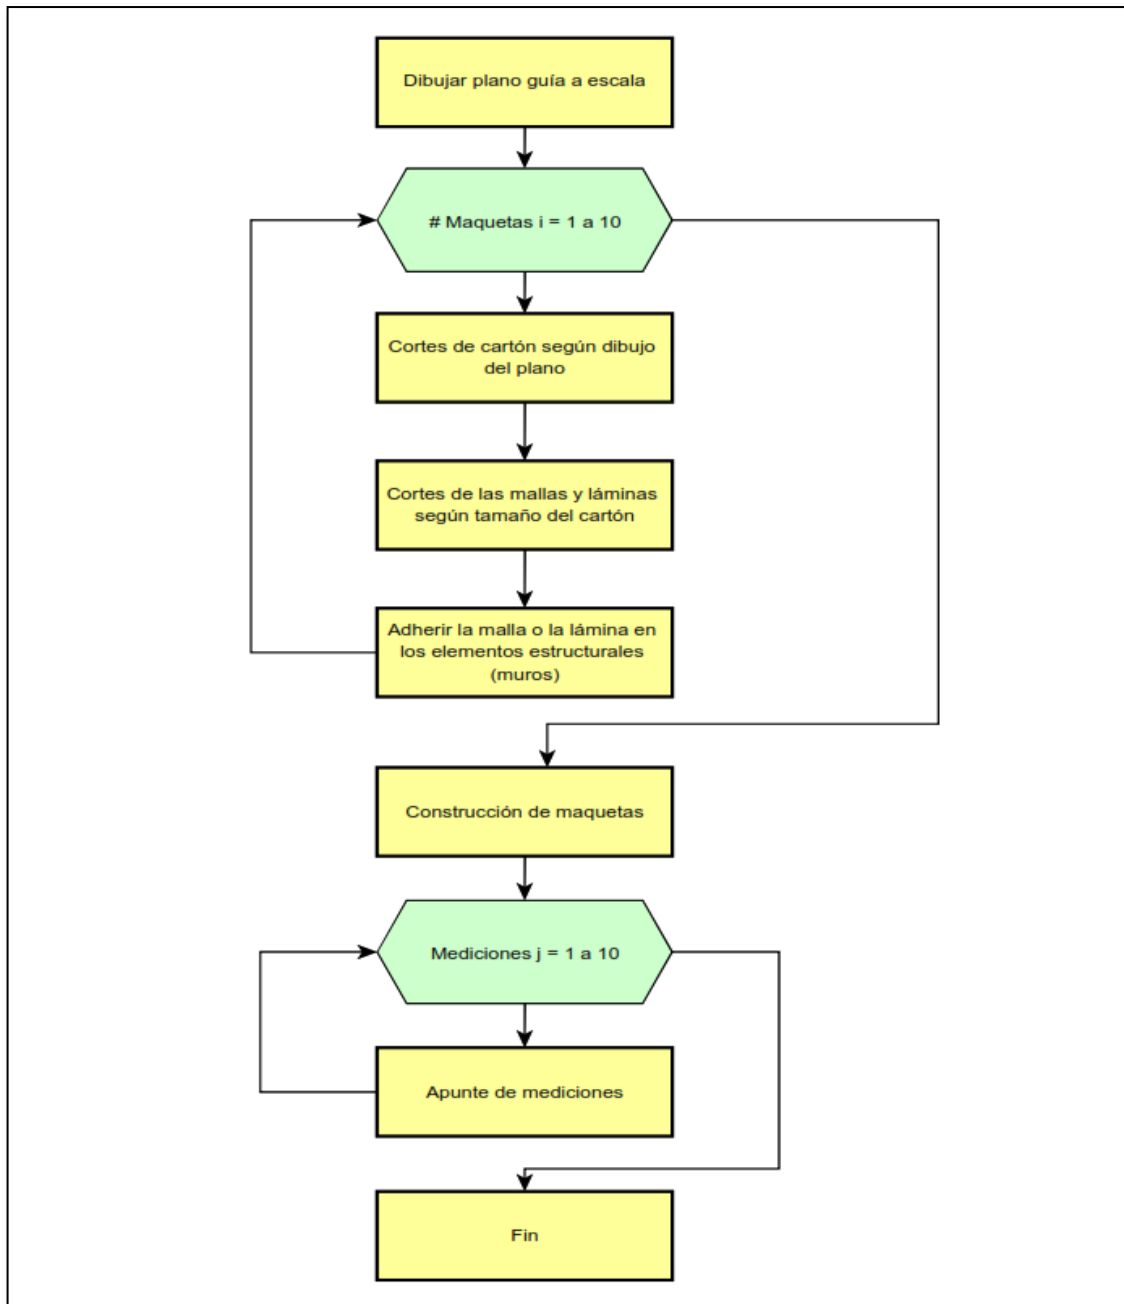 Dibujar plano guía a escala
# Maquetas i = 1 a 10
Cortes de cartón según dibujo
del plano
Cortes de las mallas y láminas
según tamaño del cartón
Adherir la malla o la lámina en
los elementos estructurales
(muros)
Construcción de maquetas
Mediciones j = 1 a 10
Apunte de mediciones
Fin